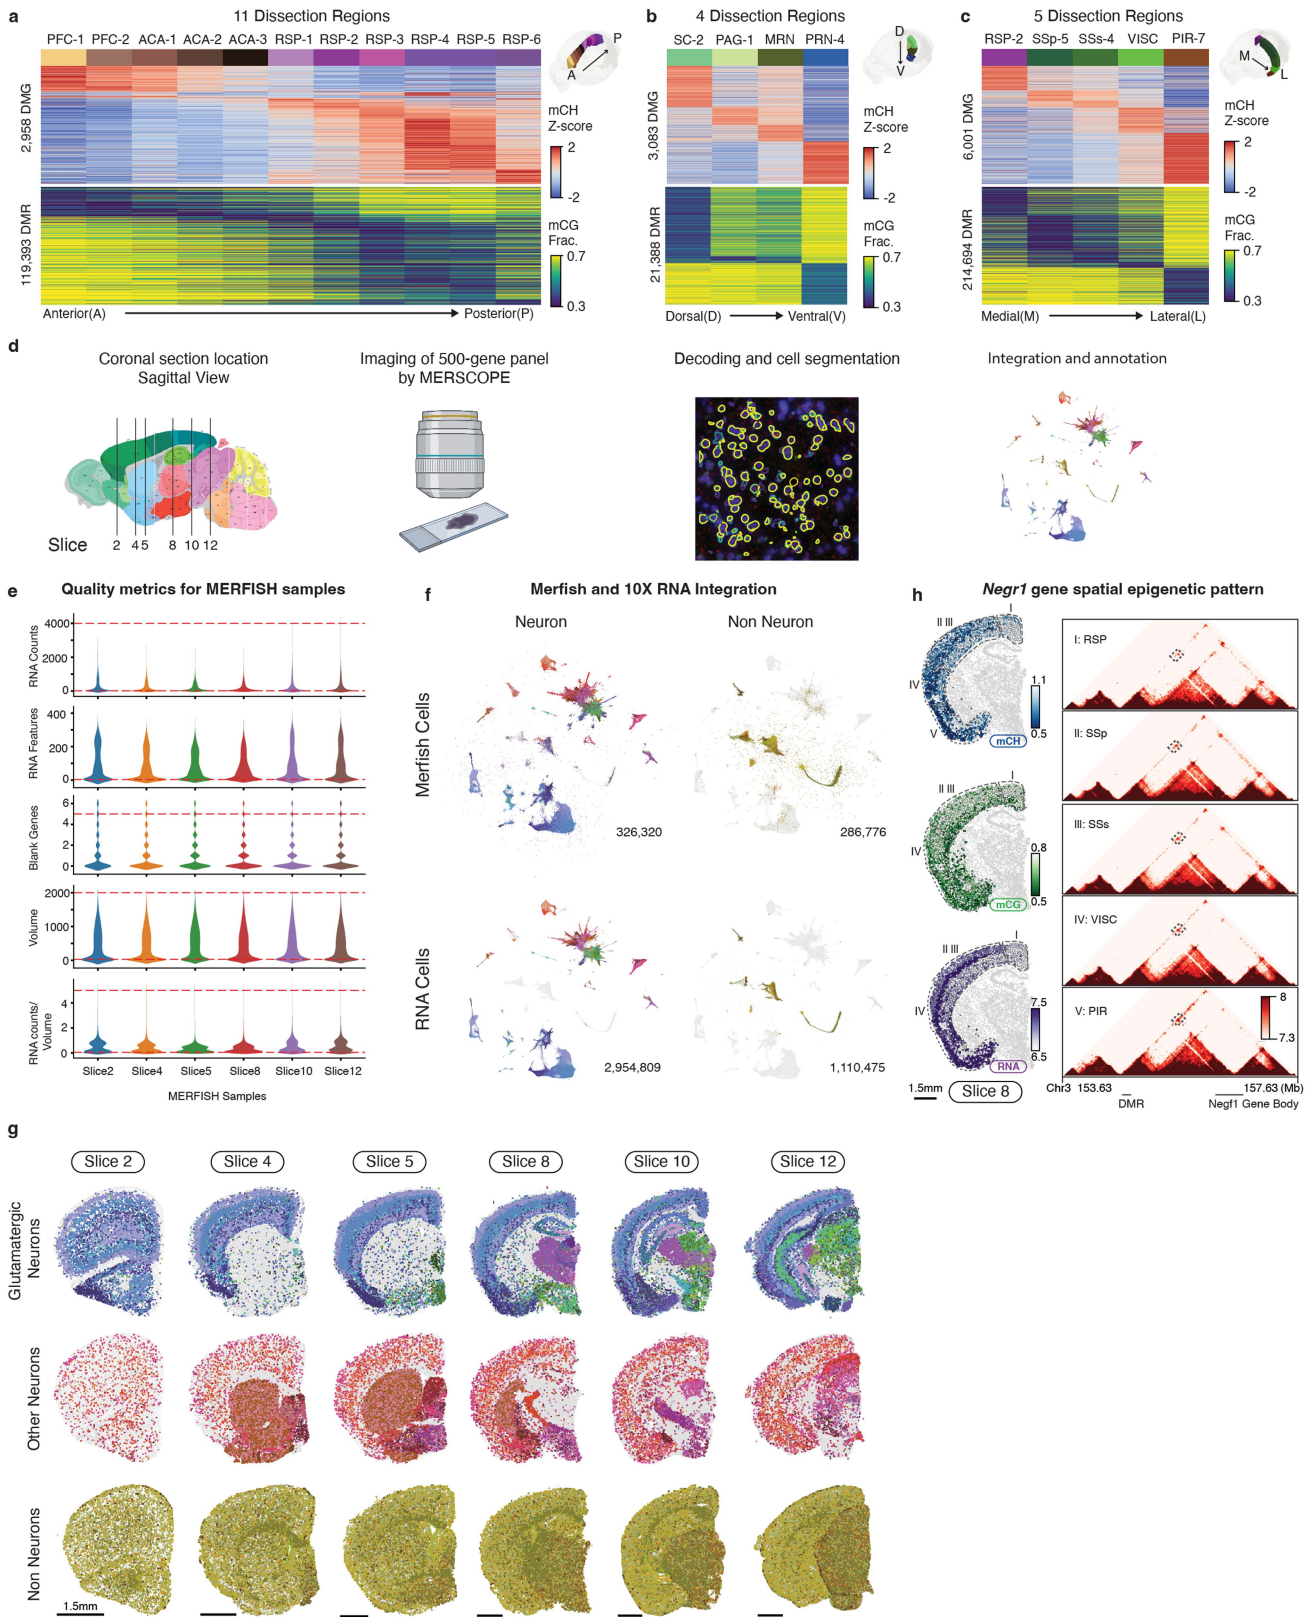 a
11 Dissection Regions
PFC-1 PFC-2 ACA-1 ACA-2 ACA-3 RSP-1 RSP-2 RSP-3 RSP-4 RSP-5 RSP-6
2,958 DMG
119,393 DMR
Anterior(A)
Posterior(P)
P
A
mCH
Z-score
2
-2
mCG
Frac.
0.7
0.3
b
4 Dissection Regions
SC-2 PAG-1 MRN PRN-4
3,083 DMG
21,388 DMR
Dorsal(D)
Ventral(V)
D
V
mCH
Z-score
2
-2
mCG
Frac.
0.7
0.3
c
5 Dissection Regions
RSP-2 SSp-5 SSs-4 VISC PIR-7
6,001 DMG
214,694 DMR
Medial(M)
Lateral(L)
M
L
mCH
Z-score
2
-2
mCG
Frac.
0.7
0.3
d
Coronal section location
Sagittal View
Slice 2 4 5 8 10 12
Imaging of 500-gene panel
by MERSCOPE
Decoding and cell segmentation
Integration and annotation
e
Quality metrics for MERFISH samples
RNA Counts
4000
2000
0
RNA Features
400
200
0
Blank Genes
6
4
2
0
Volume
2000
1000
0
RNA counts/
Volume
4
2
0
Slice2 Slice4 Slice5 Slice8 Slice10 Slice12
MERFISH Samples
f
Merfish and 10X RNA Integration
Neuron
Non Neuron
Merfish Cells
326,320
286,776
RNA Cells
2,954,809
1,110,475
h
Negr1 gene spatial epigenetic pattern
I
II III
IV
V
1.1
0.5
mCH
I
II III
IV
0.8
0.5
mCG
I
II III
IV
7.5
6.5
RNA
1.5mm
Slice 8
I: RSP
II: SSp
III: SSs
IV: VISC
V: PIR
8
7.3
Chr3 153.63
157.63 (Mb)
DMR
Negf1 Gene Body
g
Slice 2
Slice 4
Slice 5
Slice 8
Slice 10
Slice 12
Glutamatergic
Neurons
Other Neurons
Non Neurons
1.5mm